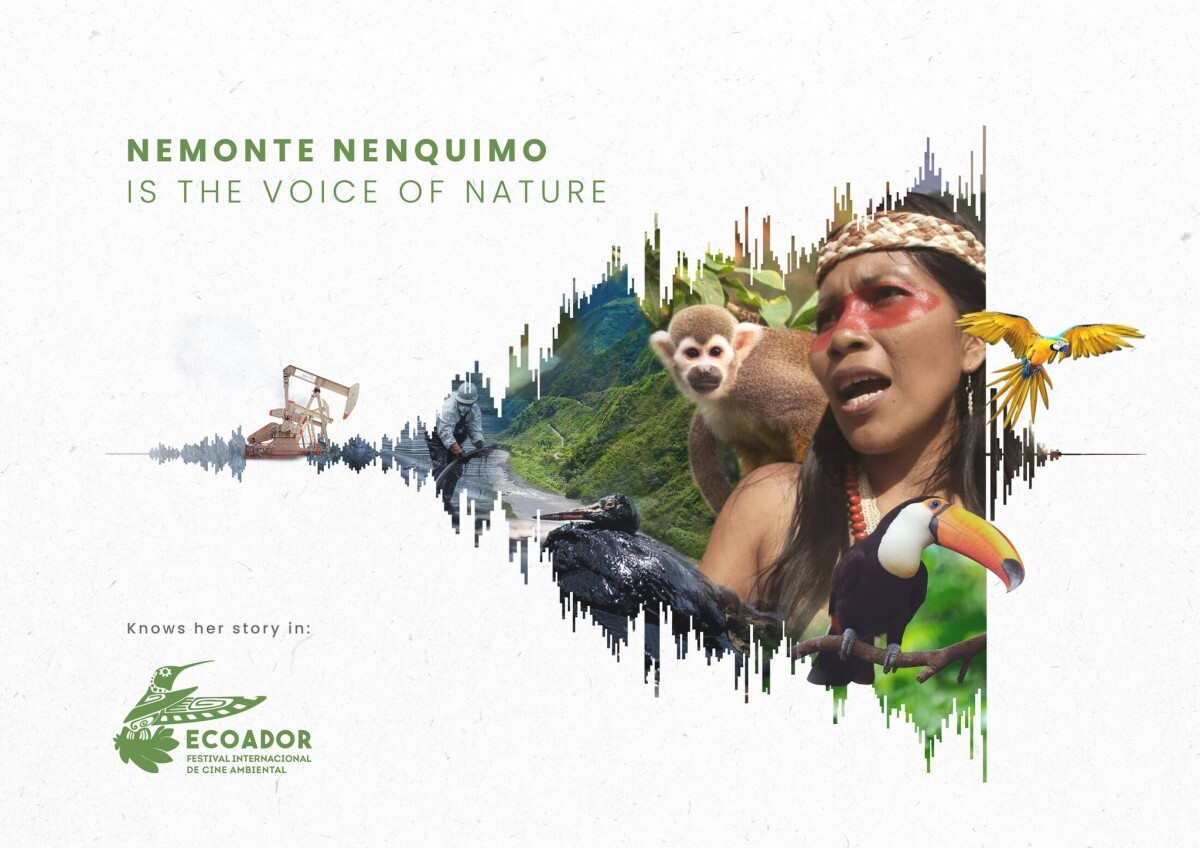 NEMONTE NENQUIMO
IS THE VOICE OF NATURE
Knows her story in:
ECOADOR
FESTIVAL INTERNACIONAL
DE CINE AMBIENTAL